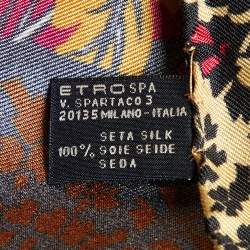 ETRO SPA
V. SPARTACO 3
20135 MILANO - ITALIA
SETA SILK
100% SOIE SEIDE
SEDA